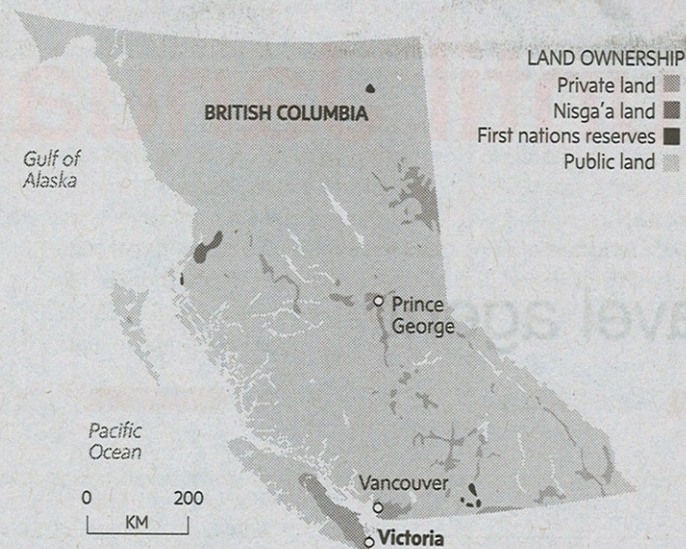 LAND OWNERSHIP
Private land
Nisga'a land
First nations reserves
Public land
BRITISH COLUMBIA
Gulf of
Alaska
Prince
George
Pacific
Ocean
0 200
KM
Vancouver
Victoria